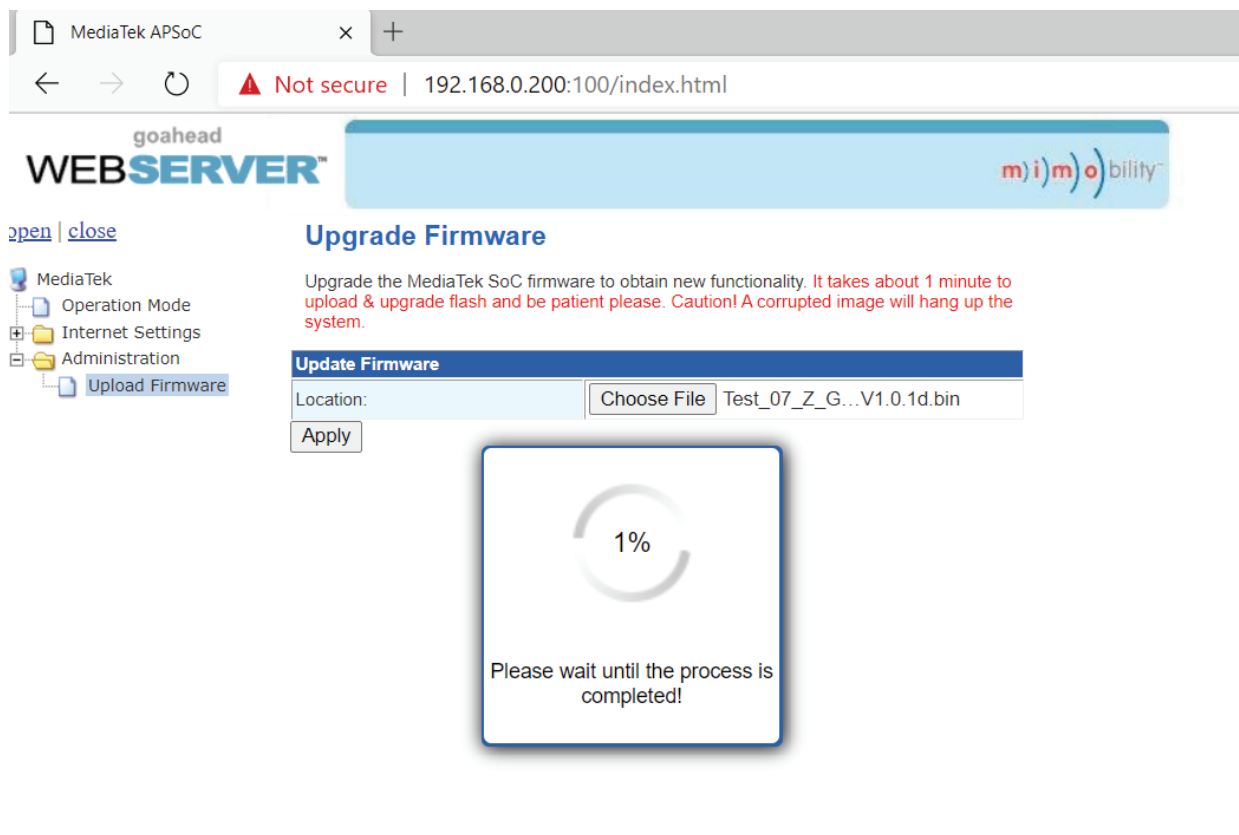 MediaTek APSoC
Not secure | 192.168.0.200:100/index.html
goahead
WEBSERVER™
m)i)m)o)bility™
open | close
MediaTek
Operation Mode
Internet Settings
Administration
Upload Firmware
Upgrade Firmware
Upgrade the MediaTek SoC firmware to obtain new functionality. It takes about 1 minute to
upload & upgrade flash and be patient please. Caution! A corrupted image will hang up the
system.
Update Firmware
Location:
Choose File Test_07_Z_G...V1.0.1d.bin
Apply
1%
Please wait until the process is
completed!